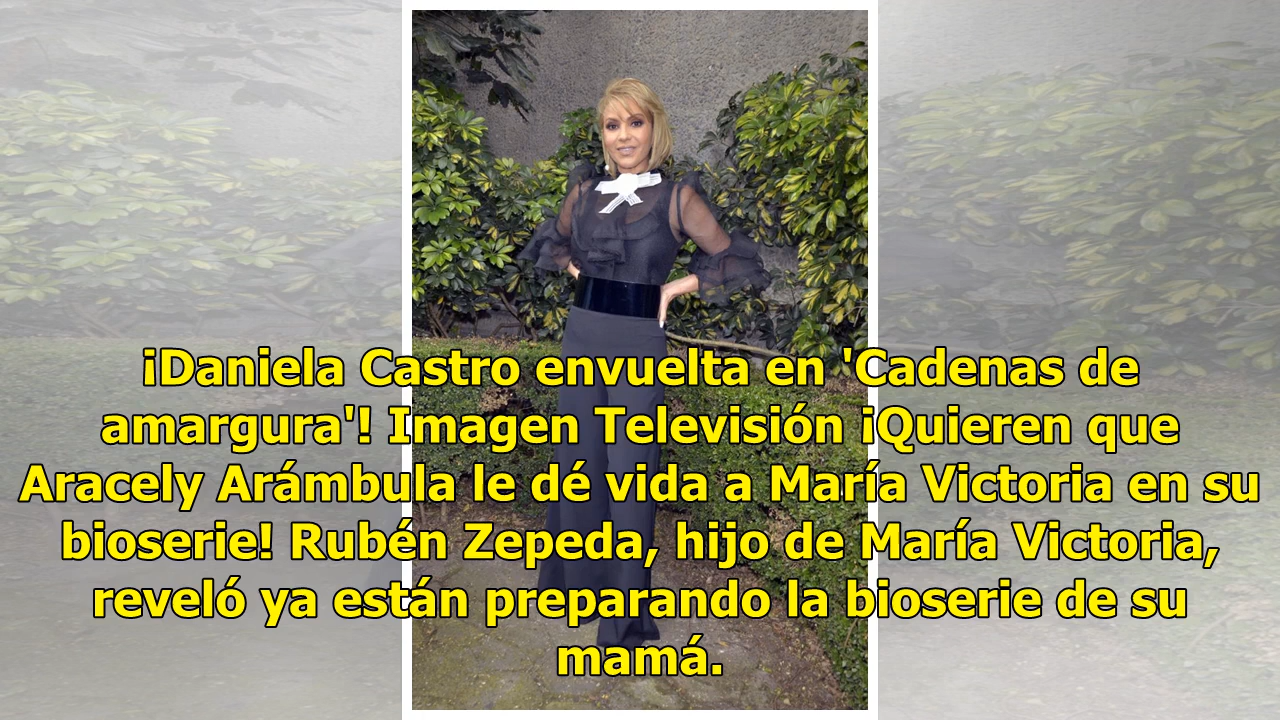 ¡Daniela Castro envuelta en 'Cadenas de
amargura'! Imagen Televisión ¡Quieren que
Aracely Arámbula le dé vida a María Victoria en su
bioserie! Rubén Zepeda, hijo de María Victoria,
reveló ya están preparando la bioserie de su
mamá.